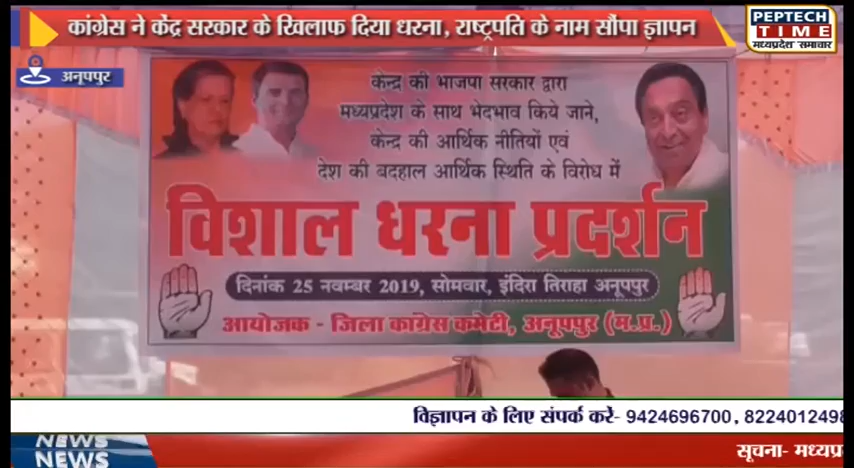 कांग्रेस ने केंद्र सरकार के खिलाफ दिया धरना, राष्ट्रपति के नाम सौंपा ज्ञापन
PEPTECH
TIME
मध्यप्रदेश समाचार
अनूपपुर
केन्द्र की भाजपा सरकार द्वारा
मध्यप्रदेश के साथ भेदभाव किये जाने,
केन्द्र की आर्थिक नीतियों एवं
देश की बदहाल आर्थिक स्थिति के विरोध में
विशाल धरना प्रदर्शन
दिनांक 25 नवम्बर 2019, सोमवार, इंदिरा तिराहा अनूपपुर
आयोजक - जिला कांग्रेस कमेटी, अनूपपुर (म.प्र.)
विज्ञापन के लिए संपर्क करें- 9424696700, 8224012498
NEWS
NEWS
सूचना- मध्यप्र